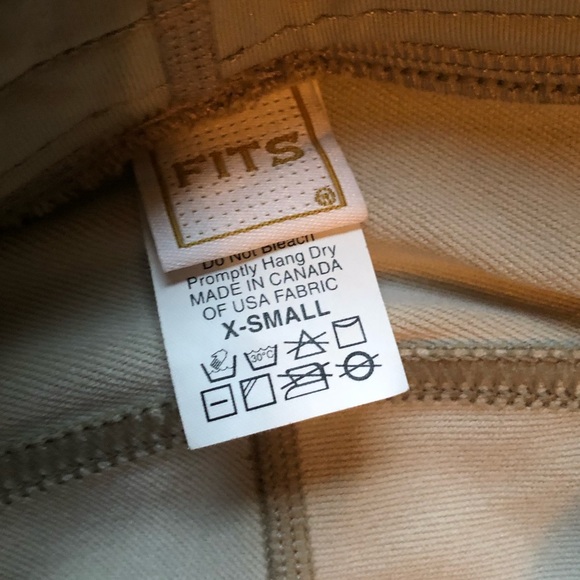 FITS
®
Do Not Bleach
Promptly Hang Dry
MADE IN CANADA
OF USA FABRIC
X-SMALL
30°C